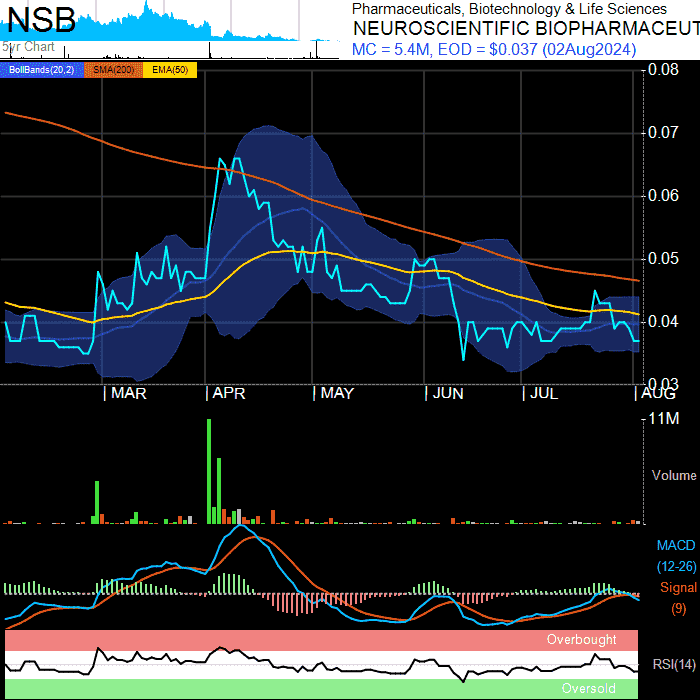 NSB
5yr Chart
Pharmaceuticals, Biotechnology & Life Sciences
NEUROSCIENTIFIC BIOPHARMACEUT
MC = 5.4M, EOD = $0.037 (02Aug2024)
BollBands(20,2) SMA(200) EMA(50)
0.08
0.07
0.06
0.05
0.04
0.03
MAR APR MAY JUN JUL AUG
11M
Volume
MACD
(12-26)
Signal
(9)
Overbought
RSI(14)
Oversold